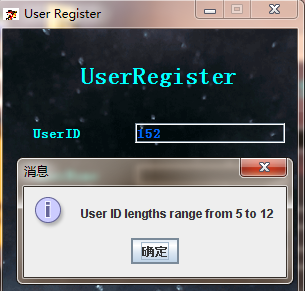 User Register
UserRegister
UserID
152
消息
User ID lengths range from 5 to 12
确定